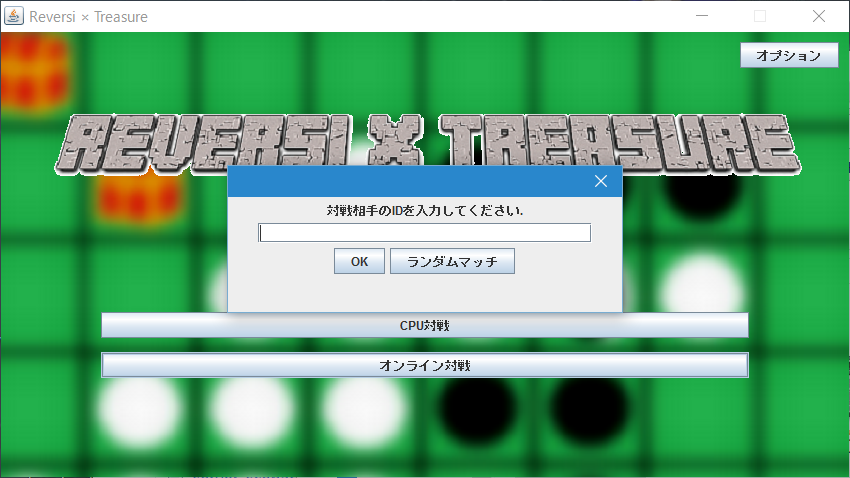 Reversi × Treasure
オプション
REVERSI X TREASURE
対戦相手のIDを入力してください.
OK
ランダムマッチ
CPU対戦
オンライン対戦